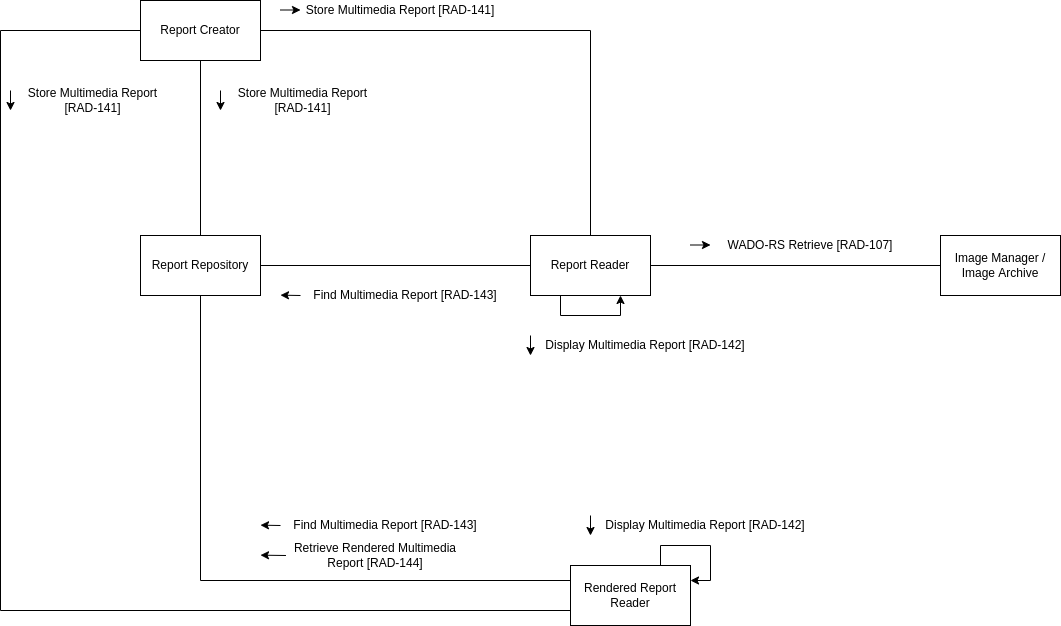 Store Multimedia Report [RAD-141]
Report Creator
Store Multimedia Report
[RAD-141]
Store Multimedia Report
[RAD-141]
Report Repository
Report Reader
WADO-RS Retrieve [RAD-107]
Image Manager /
Image Archive
Find Multimedia Report [RAD-143]
Display Multimedia Report [RAD-142]
Find Multimedia Report [RAD-143]
Retrieve Rendered Multimedia
Report [RAD-144]
Display Multimedia Report [RAD-142]
Rendered Report
Reader